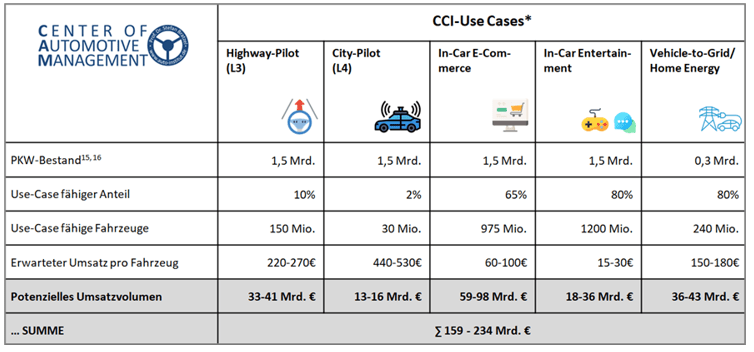 CENTER OF
AUTOMOTIVE
MANAGEMENT
CCI-Use Cases*
Highway-Pilot
(L3)
City-Pilot
(L4)
In-Car E-Com-
merce
In-Car Entertain-
ment
Vehicle-to-Grid/
Home Energy
PKW-Bestand15,16 1,5 Mrd. 1,5 Mrd. 1,5 Mrd. 1,5 Mrd. 0,3 Mrd.
Use-Case fähiger Anteil 10% 2% 65% 80% 80%
Use-Case fähige Fahrzeuge 150 Mio. 30 Mio. 975 Mio. 1200 Mio. 240 Mio.
Erwarteter Umsatz pro Fahrzeug 220-270€ 440-530€ 60-100€ 15-30€ 150-180€
Potenzielles Umsatzvolumen 33-41 Mrd. € 13-16 Mrd. € 59-98 Mrd. € 18-36 Mrd. € 36-43 Mrd. €
... SUMME ∑ 159 - 234 Mrd. €